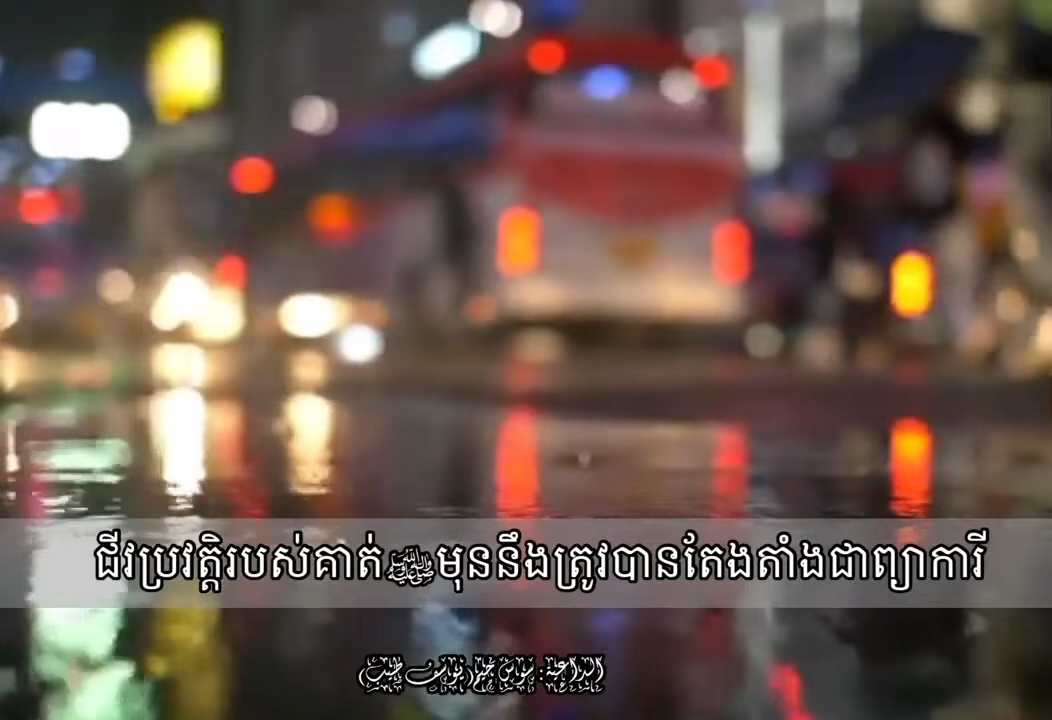 ជីវប្រវត្តិរបស់គាត់ﷺមុននឹងត្រូវបានតែងតាំងជាព្យាការី
الداعية: